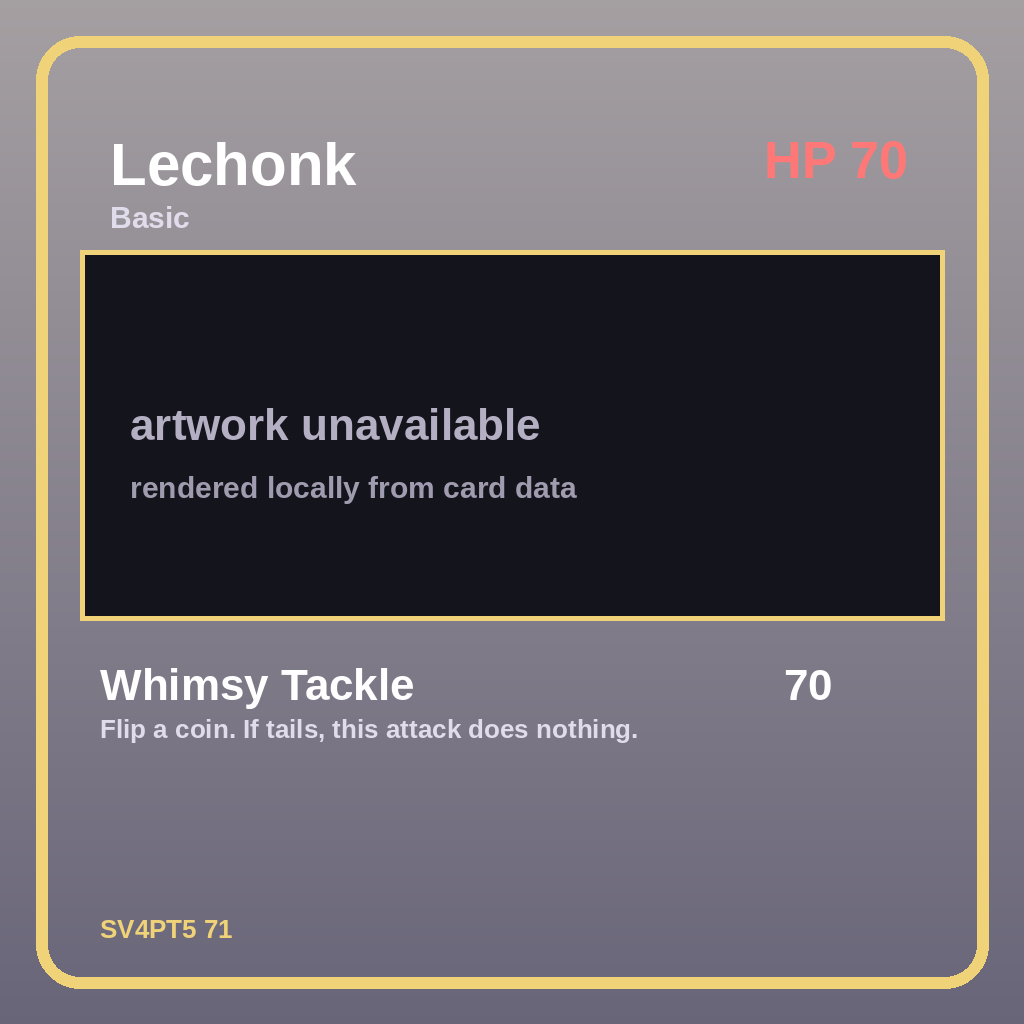 Lechonk
HP 70
Basic
artwork unavailable
rendered locally from card data
Whimsy Tackle
70
Flip a coin. If tails, this attack does nothing.
SV4PT5 71